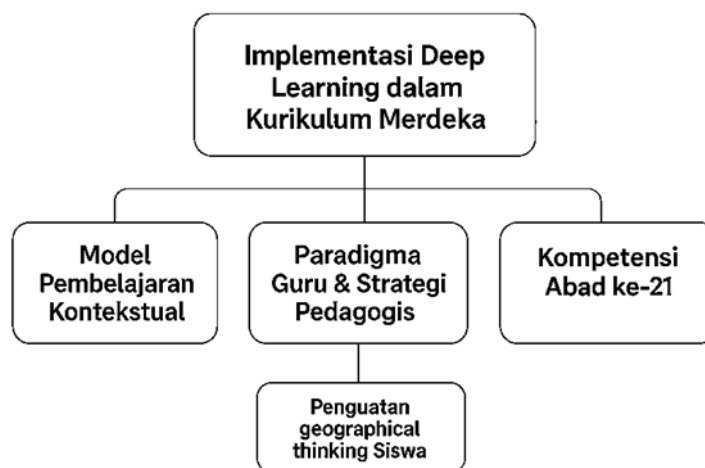 Implementasi Deep
Learning dalam
Kurikulum Merdeka
Model
Pembelajaran
Kontekstual
Paradigma
Guru & Strategi
Pedagogis
Kompetensi
Abad ke-21
Penguatan
geographical
thinking Siswa